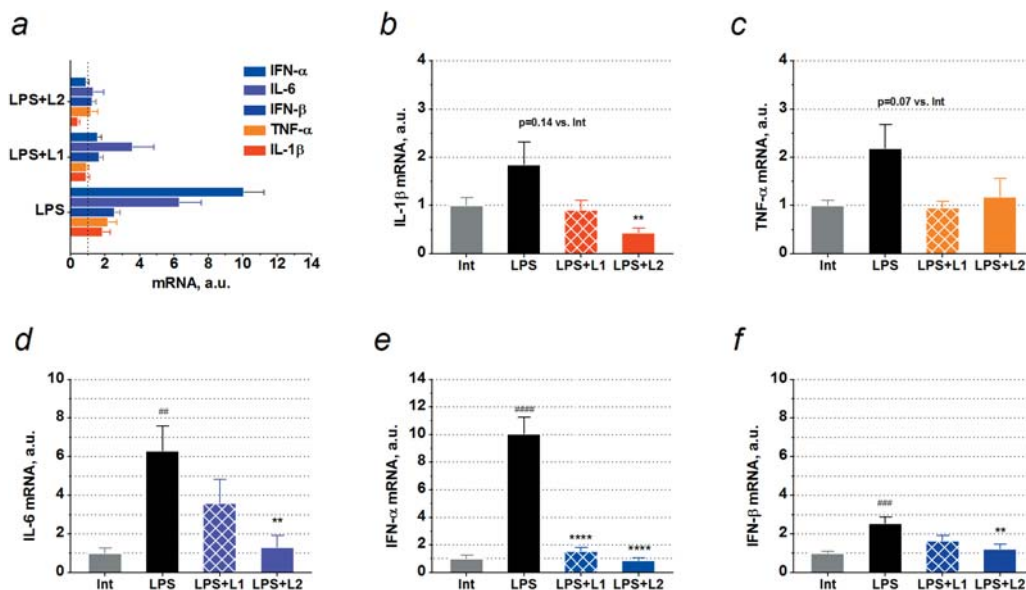 a
IFN-α
IL-6
IFN-β
TNF-α
IL-1β
LPS+L2
LPS+L1
LPS
0 2 4 6 8 10 12 14
mRNA, a.u.
b
IL-1β mRNA, a.u.
4
3
2
1
0
p=0.14 vs. Int
**
Int LPS LPS+L1 LPS+L2
c
TNF-α mRNA, a.u.
4
3
2
1
0
p=0.07 vs. Int
Int LPS LPS+L1 LPS+L2
d
IL-6 mRNA, a.u.
10
8
6
4
2
0
##
**
Int LPS LPS+L1 LPS+L2
e
IFN-α mRNA, a.u.
14
12
10
8
6
4
2
0
####
****
****
Int LPS LPS+L1 LPS+L2
f
IFN-β mRNA, a.u.
10
8
6
4
2
0
###
**
Int LPS LPS+L1 LPS+L2